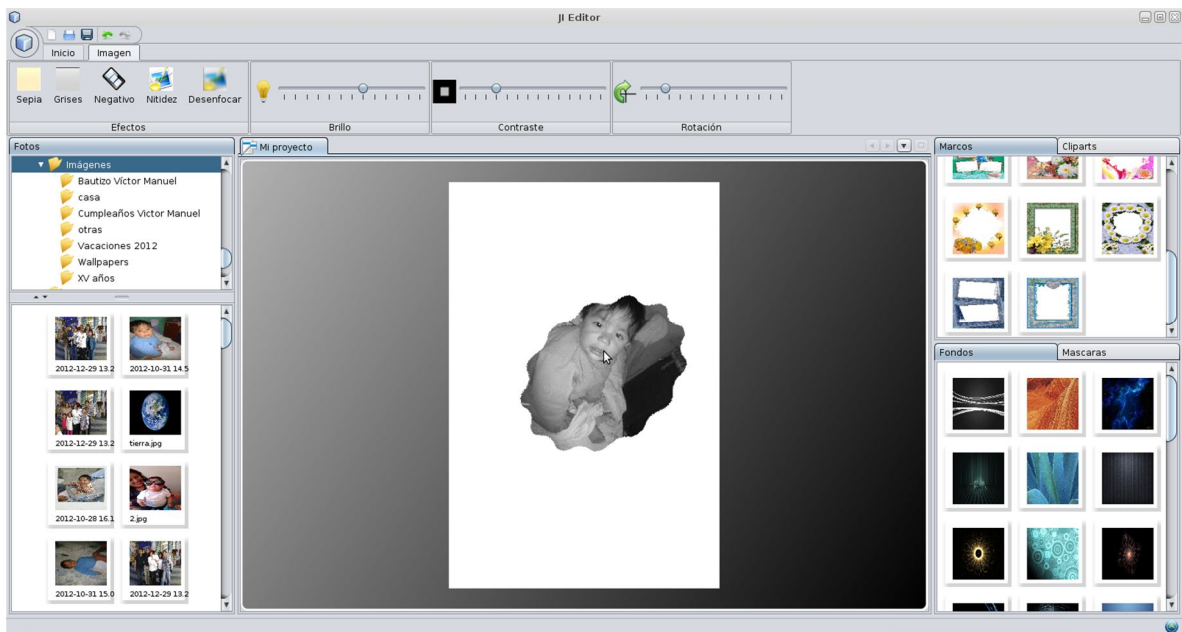 JI Editor
Inicio
Imagen
Sepia
Grises
Negativo
Nitidez
Desenfocar
Efectos
Brillo
Contraste
Rotación
Fotos
Imágenes
Bautizo Víctor Manuel
casa
Cumpleaños Victor Manuel
otras
Vacaciones 2012
Wallpapers
XV años
2012-12-29 13.2
2012-10-31 14.5
2012-12-29 13.2
tierra.jpg
2012-10-28 16.1
2.jpg
2012-10-31 15.0
2012-12-29 13.2
Mi proyecto
Marcos
Cliparts
Fondos
Mascaras